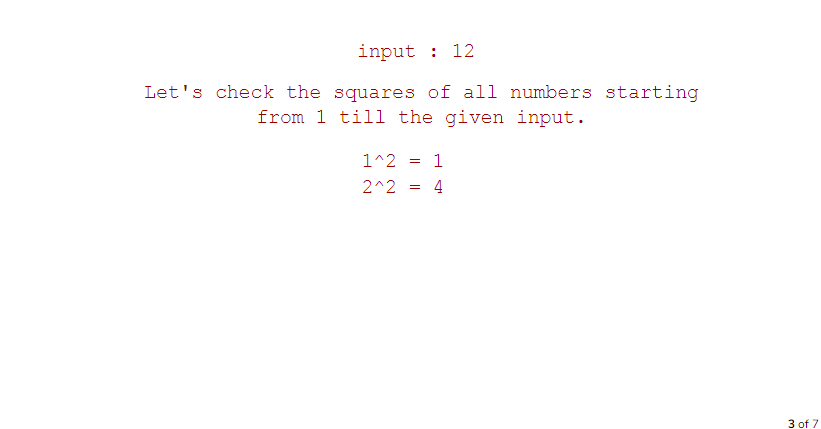 input : 12
Let's check the squares of all numbers starting
from 1 till the given input.
1^2 = 1
2^2 = 4
3 of 7